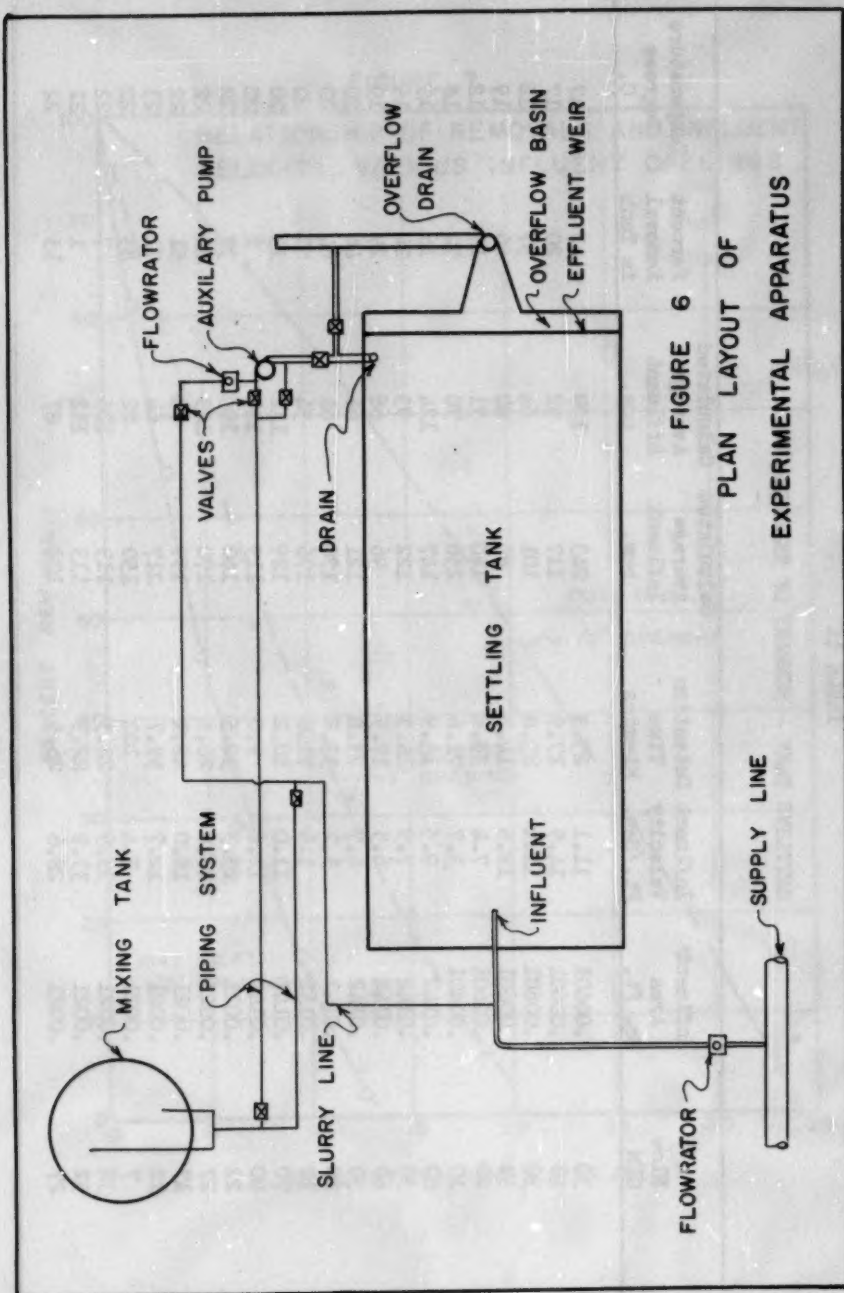 MIXING TANK
FLOWRATOR
PIPING SYSTEM
VALVES
AUXILARY PUMP
SLURRY LINE
DRAIN
OVERFLOW
DRAIN
SETTLING TANK
INFLUENT
OVERFLOW BASIN
EFFLUENT WEIR
FLOWRATOR
SUPPLY LINE
FIGURE 6
PLAN LAYOUT OF
EXPERIMENTAL APPARATUS